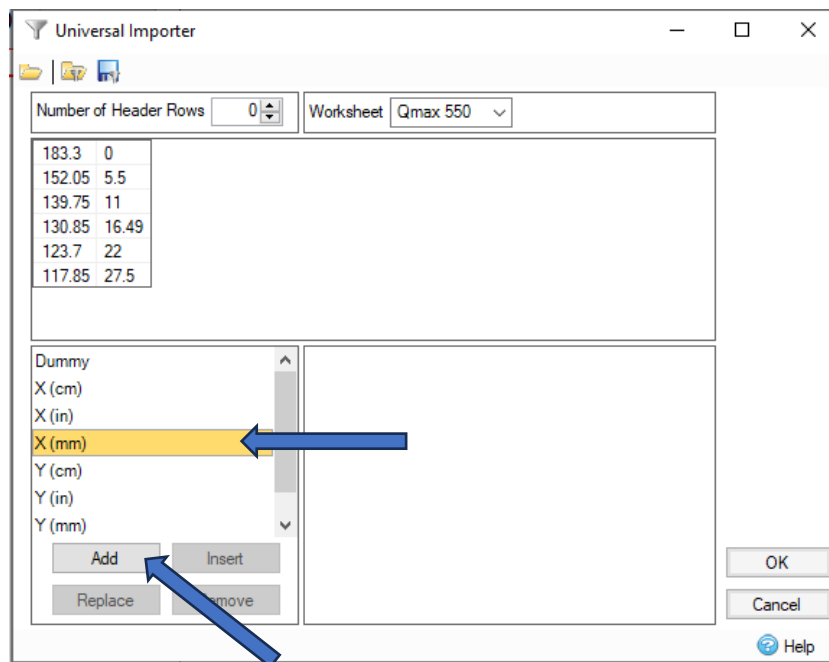 Universal Importer
Number of Header Rows 0 Worksheet Qmax 550
183.3 0
152.05 5.5
139.75 11
130.85 16.49
123.7 22
117.85 27.5
Dummy
X (cm)
X (in)
X (mm)
Y (cm)
Y (in)
Y (mm)
Add Insert
Replace
OK
Cancel
Help